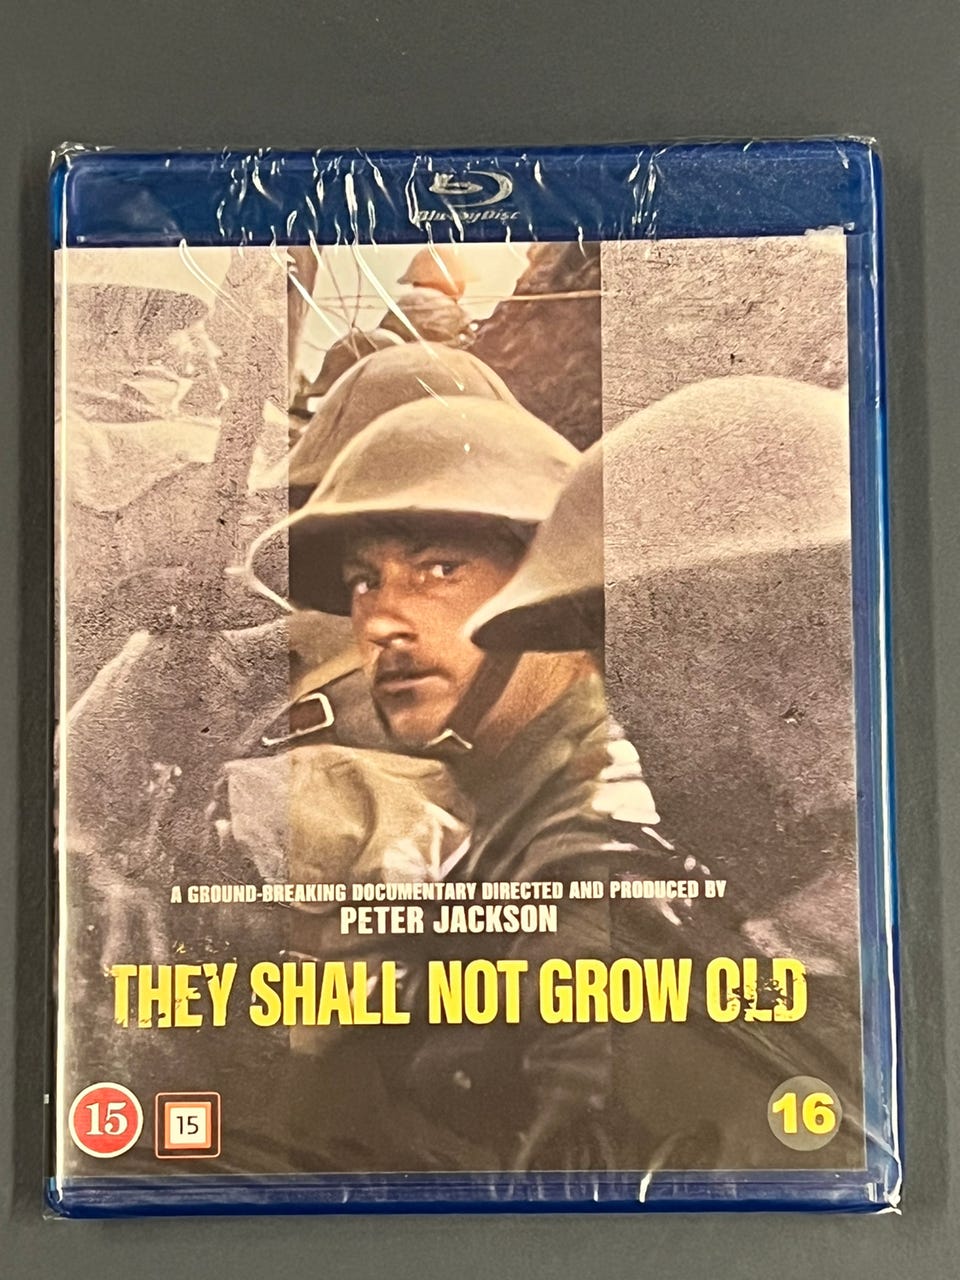 Blu-ray Disc
A GROUND-BREAKING DOCUMENTARY DIRECTED AND PRODUCED BY
PETER JACKSON
THEY SHALL NOT GROW OLD
15
15
16